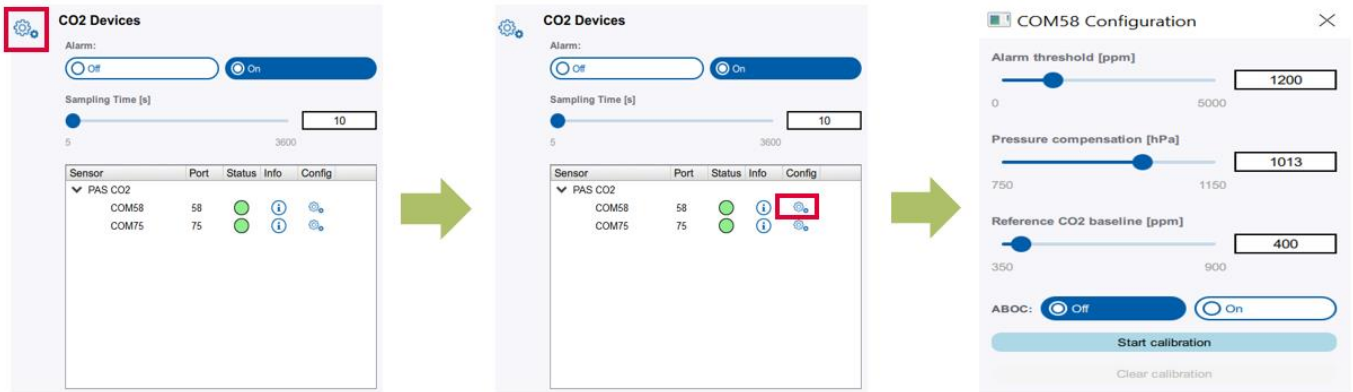 CO2 Devices
Alarm:
Off On
Sampling Time [s]
10
5 3600
Sensor Port Status Info Config
PAS CO2
COM58 58
COM75 75
CO2 Devices
Alarm:
Off On
Sampling Time [s]
10
5 3600
Sensor Port Status Info Config
PAS CO2
COM58 58
COM75 75
COM58 Configuration
Alarm threshold [ppm]
1200
0 5000
Pressure compensation [hPa]
1013
750 1150
Reference CO2 baseline [ppm]
400
350 900
ABOC: Off On
Start calibration
Clear calibration